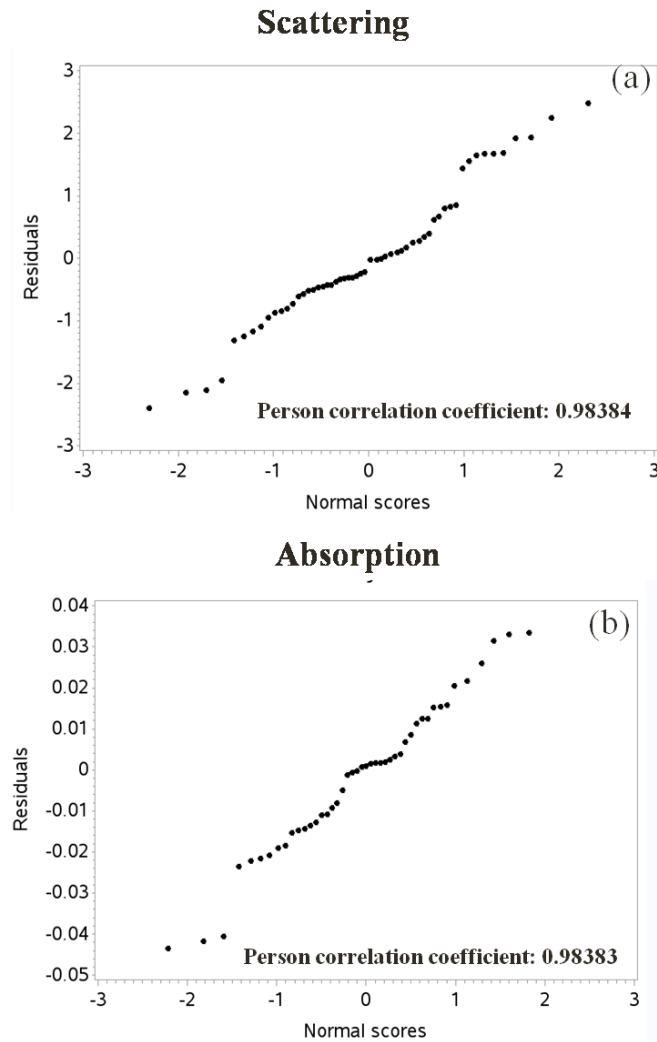 Scattering
(a)
3
2
1
0
-1
-2
-3
Residuals
Person correlation coefficient: 0.98384
-3 -2 -1 0 1 2 3
Normal scores
Absorption
(b)
0.04
0.03
0.02
0.01
0
-0.01
-0.02
-0.03
-0.04
-0.05
Residuals
Person correlation coefficient: 0.98383
-3 -2 -1 0 1 2 3
Normal scores